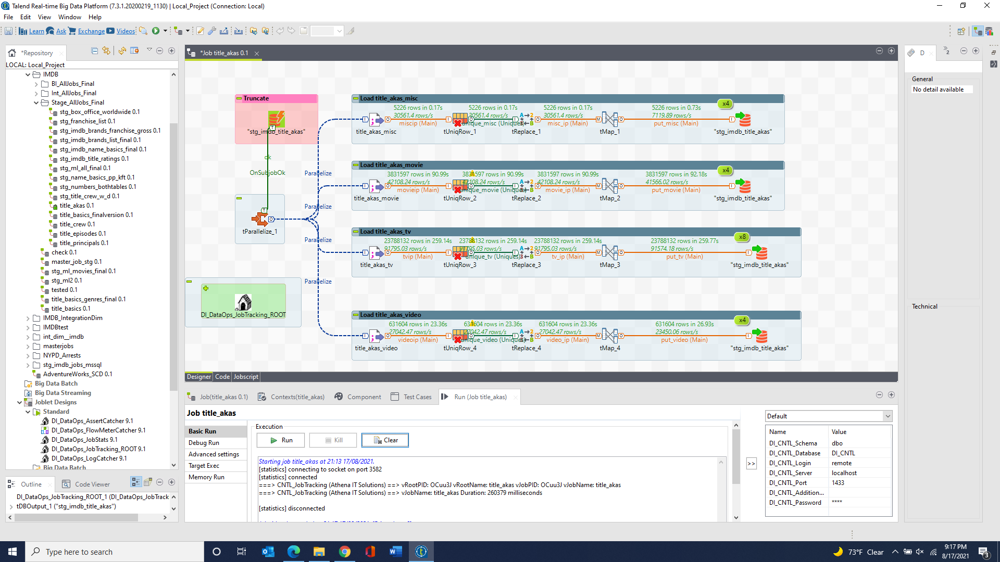 Talend Real-time Big Data Platform (7.3.1.20200219_1130) | Local_Project (Connection: Local)
File Edit View Window Help
Learn Ask Exchange Videos
*Repository
LOCAL: Local_Project
IMDB
BI_AllJobs_Final
Int_AllJobs_Final
Stage_AllJobs_Final
stg_box_office_worldwide 0.1
stg_franchise_list 0.1
stg_imdb_brands_franchise_gross 0.1
stg_imdb_brands_list_final 0.1
stg_imdb_name_basics_final 0.1
stg_imdb_title_ratings 0.1
stg_ml_all_final 0.1
stg_name_basics_pp_kft 0.1
stg_numbers_bothtables 0.1
stg_title_crew_w_d 0.1
title_akas 0.1
title_basics_finalversion 0.1
title_crew 0.1
title_episodes 0.1
title_principals 0.1
check 0.1
master_job_stg 0.1
stg_ml_movies_final 0.1
stg_ml2 0.1
tested 0.1
title_basics_genres_final 0.1
title_basics 0.1
IMDB_IntegrationDim
IMDBtest
int_dim__imdb
masterjobs
NYPD_Arrests
stg_imdb_jobs_mssql
AdventureWorks_SCD 0.1
Big Data Batch
Big Data Streaming
Joblet Designs
Standard
DI_DataOps_AssertCatcher 9.1
DI_DataOps_FlowMeterCatcher 9.1
DI_DataOps_JobStats 9.1
DI_DataOps_JobTracking_ROOT 9.1
DI_DataOps_LogCatcher 9.1
Big Data Batch
Outline Code Viewer
DI_DataOps_JobTracking_ROOT_1 (DI_DataOps_JobTrack
tDBOutput_1 ("stg_imdb_title_akas")
*Job title_akas 0.1
Truncate
"stg_imdb_title_akas"
ok
OnSubjobOk
tParallelize_1
DI_DataOps_JobTracking_ROOT
Parallelize
Parallelize
Parallelize
Parallelize
Load title_akas_misc
x4
5226 rows in 0.17s 5226 rows in 0.17s 5226 rows in 0.17s 5226 rows in 0.73s
30561.4 rows/s 30561.4 rows/s 30561.4 rows/s 7119.89 rows/s
miscip (Main) unique_misc (Uniques) misc_ip (Main) put_misc (Main)
title_akas_misc tUniqRow_1 tReplace_1 tMap_1 "stg_imdb_title_akas"
Load title_akas_movie
x4
3831597 rows in 90.99s 3831597 rows in 90.99s 3831597 rows in 90.99s 3831597 rows in 92.18s
42108.24 rows/s 42108.24 rows/s 42108.24 rows/s 41566.02 rows/s
movieip (Main) unique_movie (Uniques) movie_ip (Main) put_movie (Main)
title_akas_movie tUniqRow_2 tReplace_2 tMap_2 "stg_imdb_title_akas"
Load title_akas_tv
x8
23788132 rows in 259.14s 23788132 rows in 259.14s 23788132 rows in 259.14s 23788132 rows in 259.77s
91795.03 rows/s 91795.03 rows/s 91795.03 rows/s 91574.18 rows/s
tvip (Main) unique_tv (Uniques) tv_ip (Main) put_tv (Main)
title_akas_tv tUniqRow_3 tReplace_3 tMap_3 "stg_imdb_title_akas"
Load title_akas_video
x4
631604 rows in 23.36s 631604 rows in 23.36s 631604 rows in 23.36s 631604 rows in 26.93s
27042.47 rows/s 27042.47 rows/s 27042.47 rows/s 23450.06 rows/s
videoip (Main) unique_video (Uniques) video_ip (Main) put_video (Main)
title_akas_video tUniqRow_4 tReplace_4 tMap_4 "stg_imdb_title_akas"
Designer Code Jobscript
Job(title_akas 0.1) Contexts(title_akas) Component Test Cases Run (Job title_akas)
Job title_akas
Basic Run
Debug Run
Advanced settings
Target Exec
Memory Run
Execution
Run Kill Clear
Starting job title_akas at 21:13 17/08/2021.
[statistics] connecting to socket on port 3582
[statistics] connected
===> CNTL_JobTracking (Athena IT Solutions) ==> vRootPID: OCuu3J vRootName: title_akas vJobPID: OCuu3J vJobName: title_akas
===> CNTL_JobTracking (Athena IT Solutions) ==> vJobName: title_akas Duration: 260379 milliseconds
[statistics] disconnected
>>
Default
Name Value
DI_CNTL_Schema dbo
DI_CNTL_Database DI_CNTL
DI_CNTL_Login remote
DI_CNTL_Server localhost
DI_CNTL_Port 1433
DI_CNTL_Addition...
DI_CNTL_Password ****
D
2
General
No detail available
Technical
Type here to search
73°F Clear
9:17 PM
8/17/2021
3